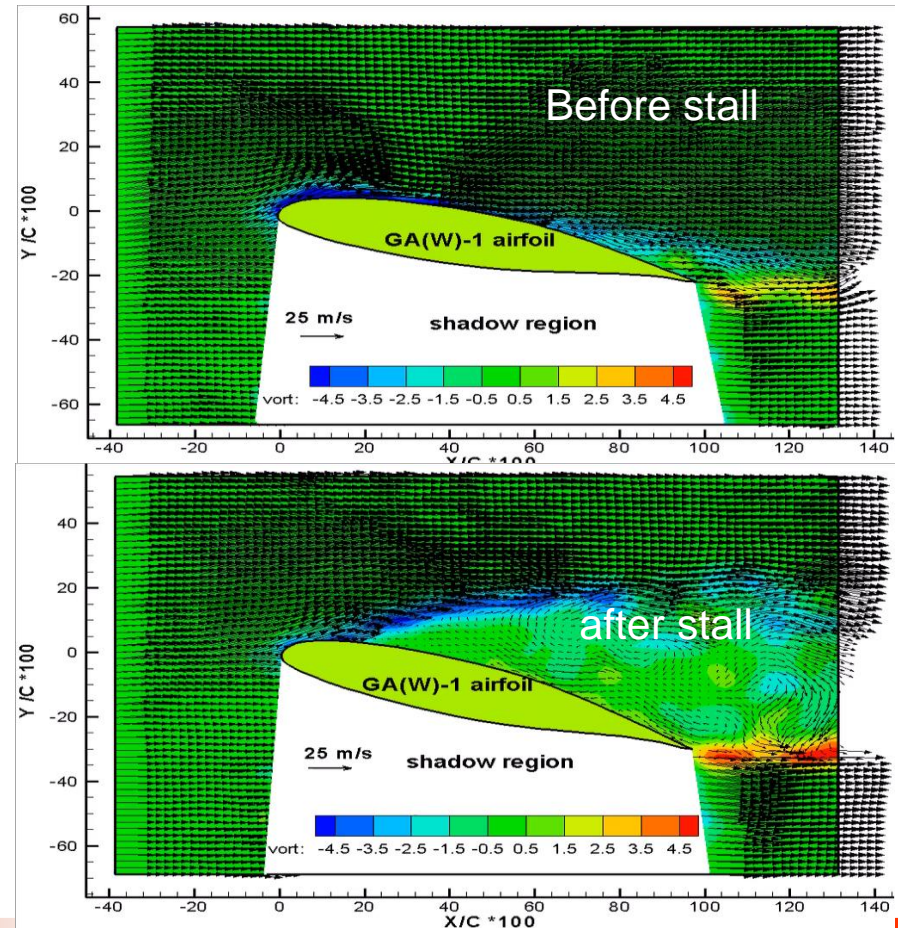 60
40
20
0
-20
-40
-60
Y /C *100
Before stall
GA(W)-1 airfoil
25 m/s
shadow region
vort: -4.5 -3.5 -2.5 -1.5 -0.5 0.5 1.5 2.5 3.5 4.5
-40 -20 0 20 40 60 80 100 120 140
X/C *100
40
20
0
-20
-40
-60
Y /C *100
after stall
GA(W)-1 airfoil
25 m/s
shadow region
vort: -4.5 -3.5 -2.5 -1.5 -0.5 0.5 1.5 2.5 3.5 4.5
-40 -20 0 20 40 60 80 100 120 140
X/C *100